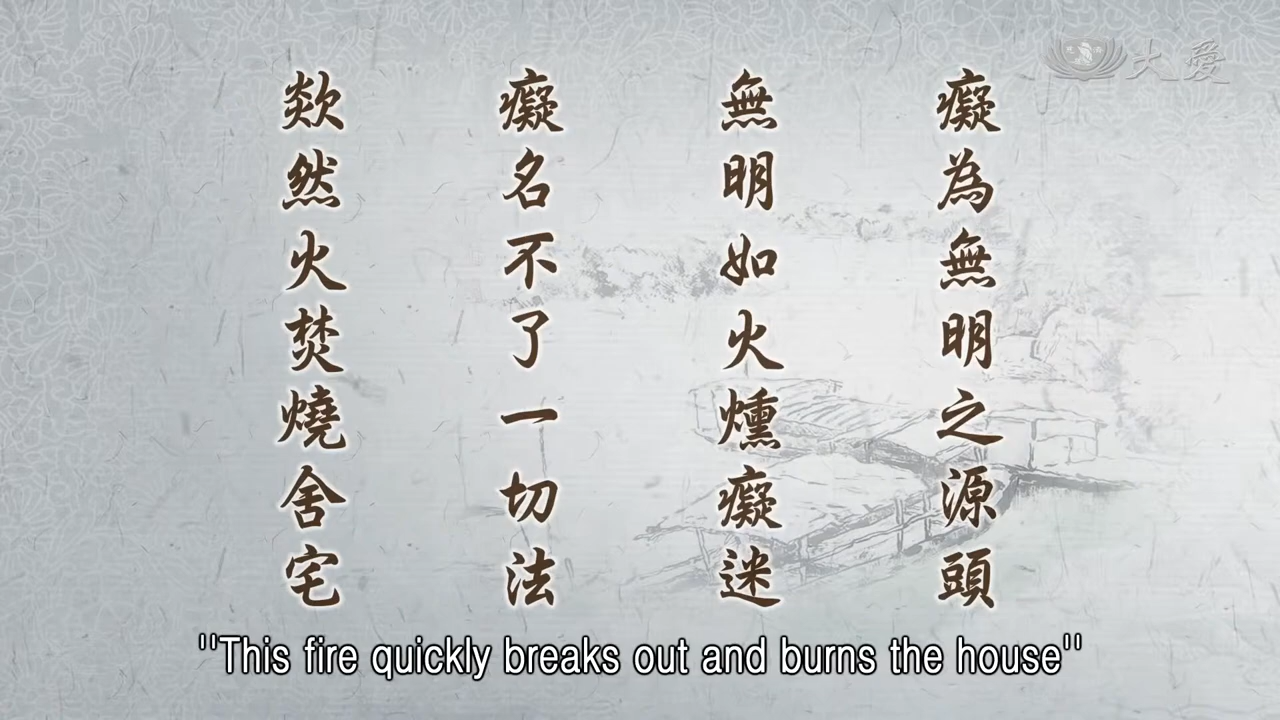 大愛
癡為無明之源頭
無明如火燻癡迷
癡名不了一切法
欻然火焚燒舍宅
"This fire quickly breaks out and burns the house"